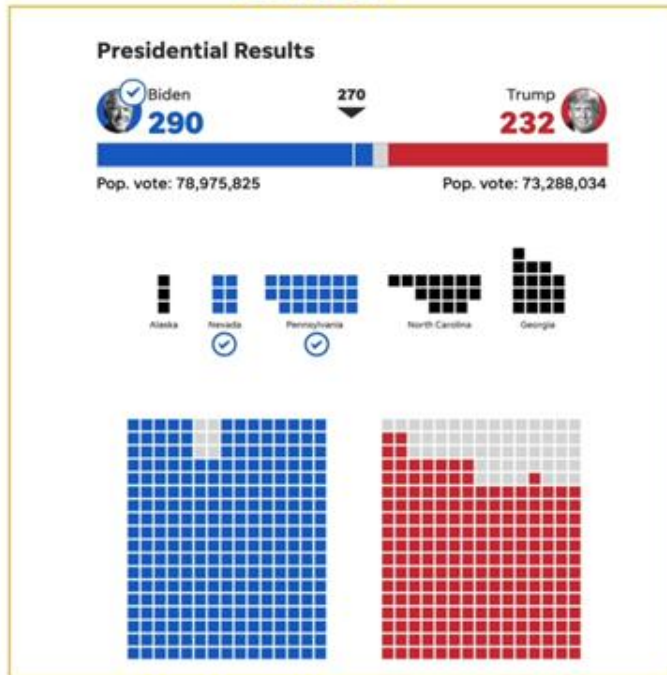 Presidential Results
Biden 270 Trump
290 232
Pop. vote: 78,975,825 Pop. vote: 73,288,034
Alaska Nevada Pennsylvania North Carolina Georgia